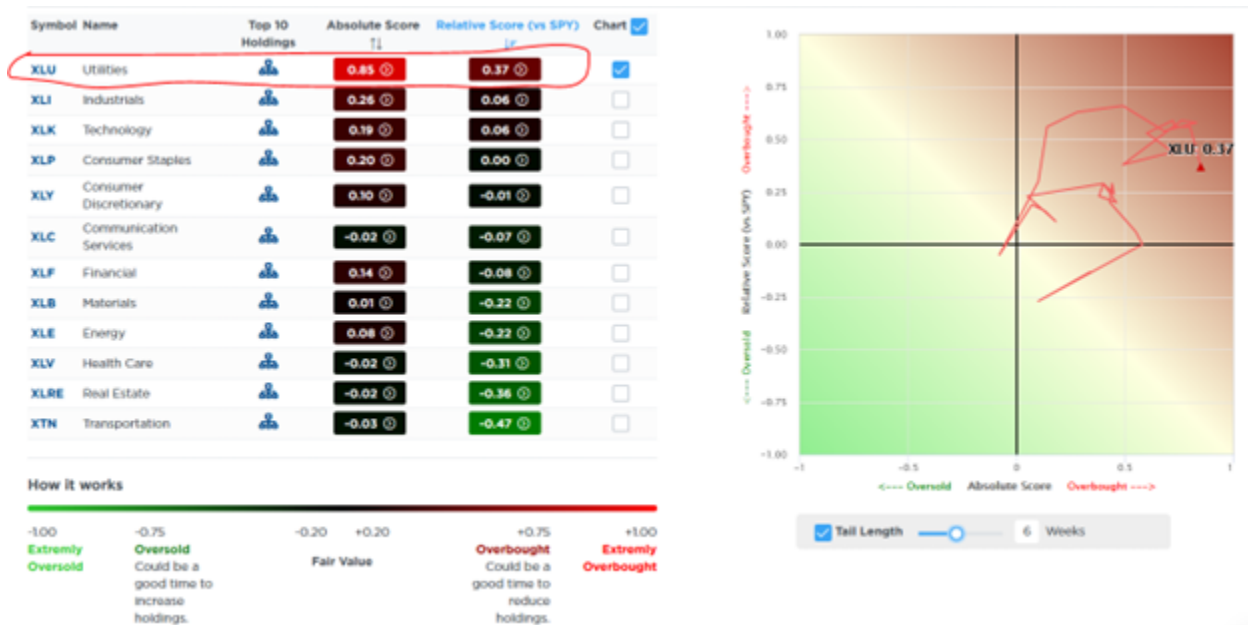 Symbol Name Top 10 Holdings Absolute Score Relative Score (vs SPY) Chart
XLU Utilities 0.85 0.37
XLI Industrials 0.26 0.06
XLK Technology 0.19 0.06
XLP Consumer Staples 0.20 0.00
XLY Consumer Discretionary 0.10 -0.01
XLC Communication Services -0.02 -0.07
XLF Financial 0.14 -0.08
XLB Materials 0.01 -0.22
XLE Energy 0.08 -0.22
XLV Health Care -0.02 -0.31
XLRE Real Estate -0.02 -0.36
XTN Transportation -0.03 -0.47
How it works
-1.00 -0.75 -0.20 +0.20 +0.75 +1.00
Extremly Oversold
Oversold
Could be a
good time to
increase
holdings.
Fair Value
Overbought
Could be a
good time to
reduce
holdings.
Extremly
Overbought
1.00
0.75
0.50
0.25
0.00
-0.25
-0.50
-0.75
-1.00
<--- Oversold Relative Score (vs SPY) Overbought --->
XLU 0.37
-1 -0.5 0 0.5 1
<--- Oversold Absolute Score Overbought --->
Tail Length 6 Weeks